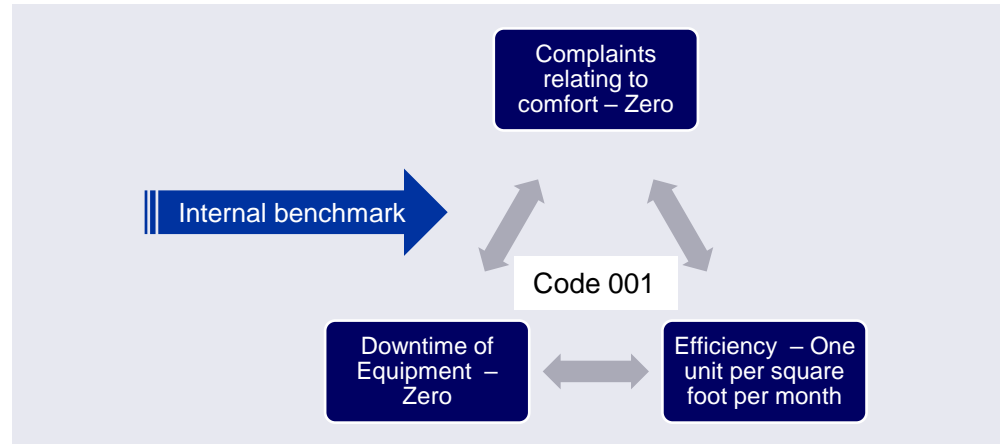 Complaints
relating to
comfort – Zero
Internal benchmark
Code 001
Downtime of
Equipment –
Zero
Efficiency – One
unit per square
foot per month